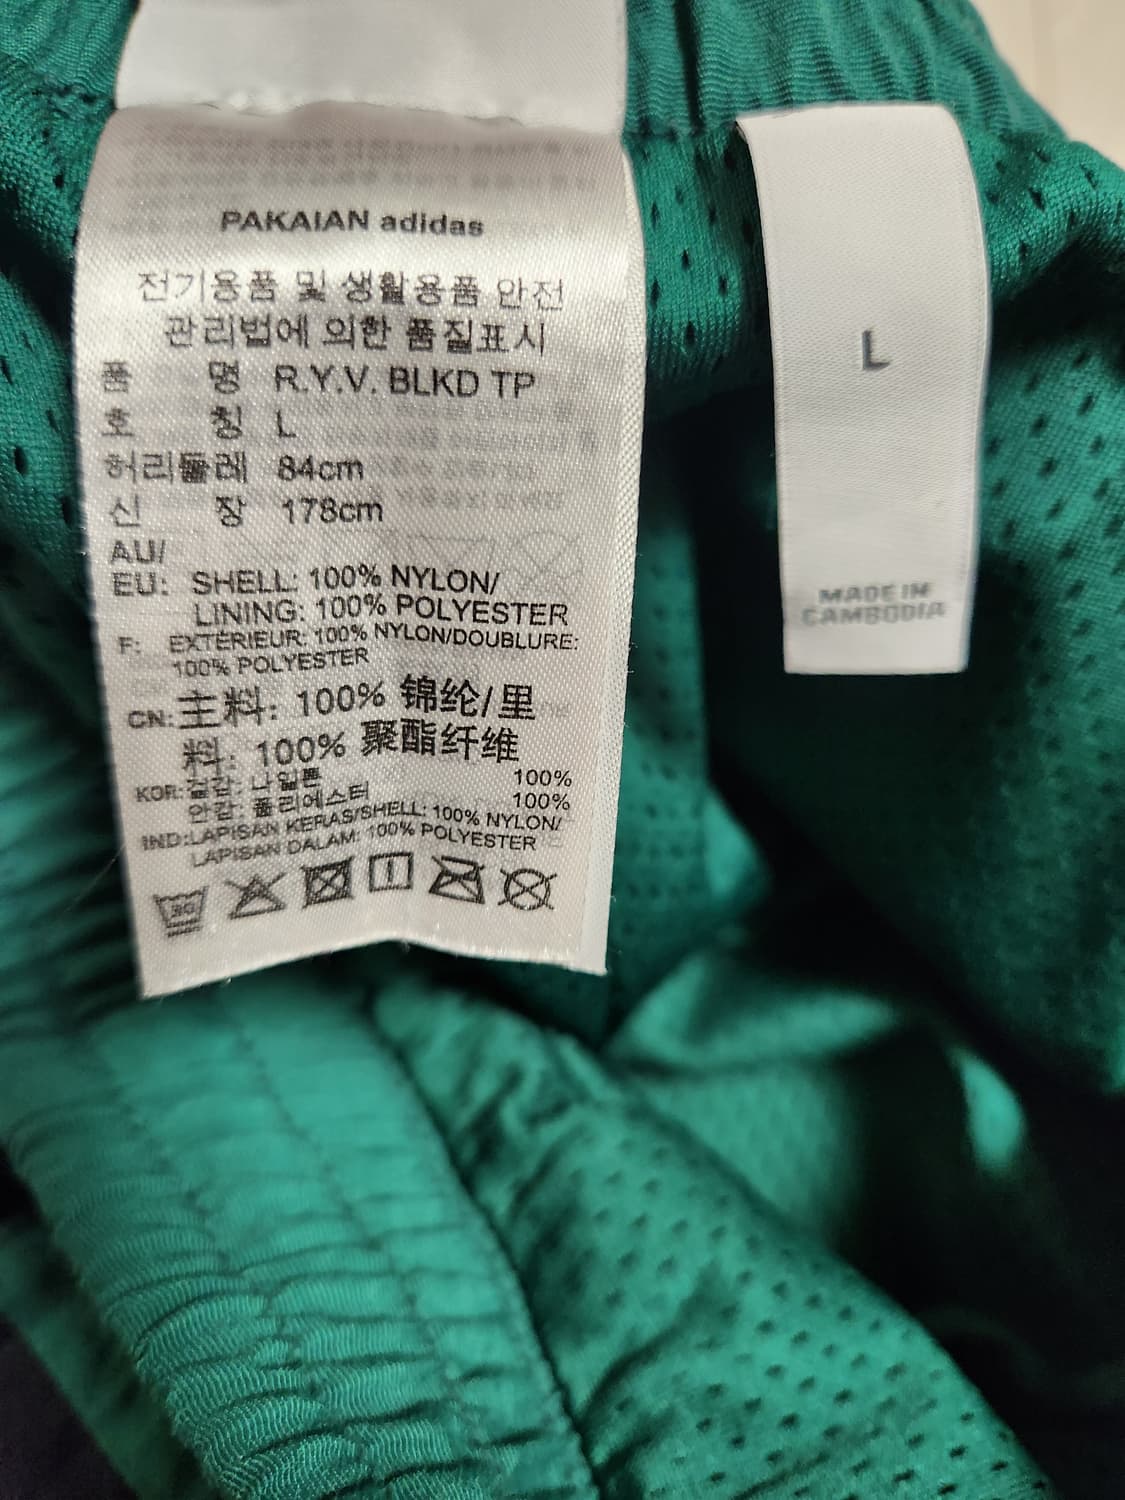 PAKAIAN adidas
전기용품 및 생활용품 안전
관리법에 의한 품질표시
품 명 R.Y.V. BLKD TP
호 칭 L
허리둘레 84cm
신 장 178cm
AU/
EU: SHELL: 100% NYLON/
LINING: 100% POLYESTER
F: EXTÉRIEUR: 100% NYLON/DOUBLURE:
100% POLYESTER
CN: 主料: 100% 锦纶/里
料: 100% 聚酯纤维
KOR: 겉감: 나일론 100%
안감: 폴리에스터 100%
IND:LAPISAN KERAS/SHELL: 100% NYLON/
LAPISAN DALAM: 100% POLYESTER
30
L
MADE IN
CAMBODIA